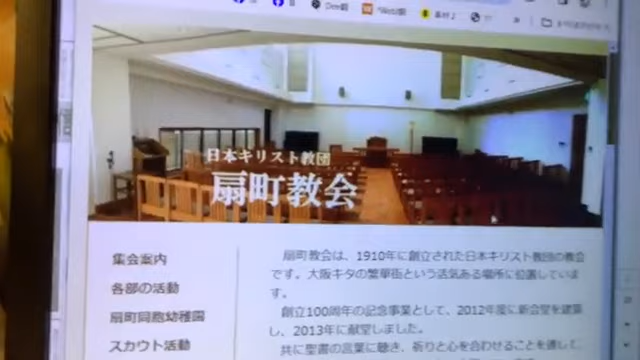 日本キリスト教団
扇町教会
集会案内
各部の活動
扇町同胞幼稚園
スカウト活動
扇町教会は、1910年に創立された日本キリスト教団の教会
です。大阪キタの繁華街という活気ある場所に位置していま
す。
創立100周年の記念事業として、2012年度に新会堂を建築
し、2013年に献堂しました。
共に聖書の言葉に聴き、祈りと心を合わせることを通して